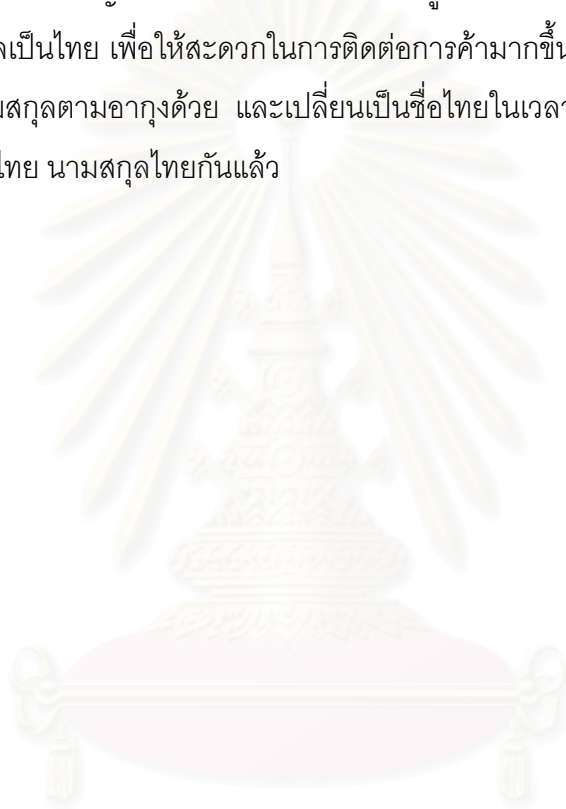 เป็นไทย เพื่อให้สะดวกในการติดต่อการค้ามากขึ้น
สกุลตามอากุงด้วย และเปลี่ยนเป็นชื่อไทยในเวลา
ไทย นามสกุลไทยกันแล้ว